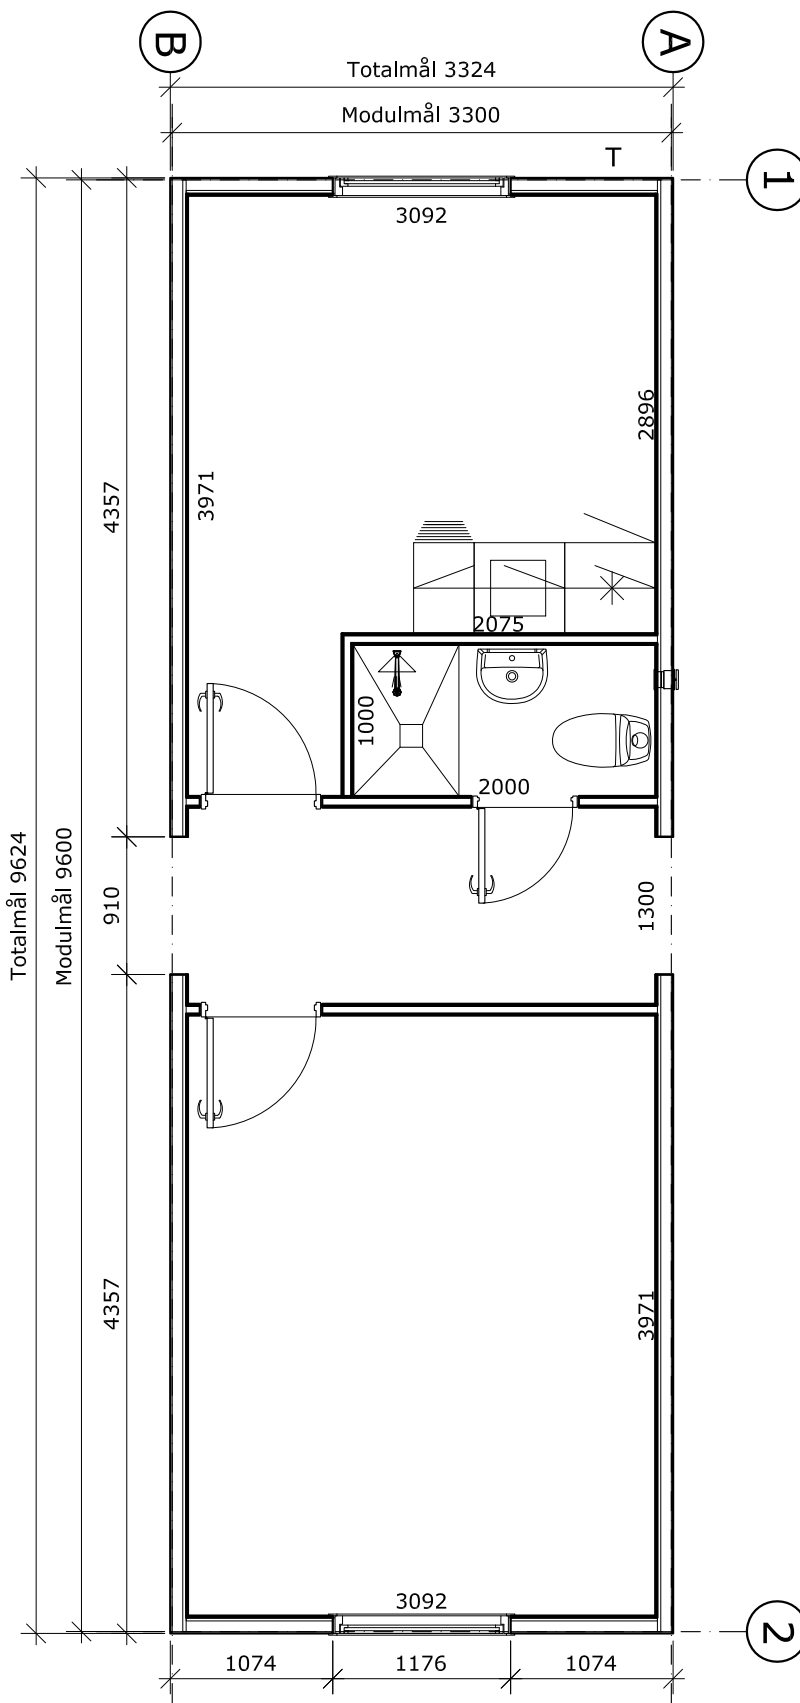 B
A
Totalmål 3324
Modulmål 3300
T
1
3092
2896
3971
4357
2075
1000
2000
Totalmål 9624
Modulmål 9600
910
1300
4357
3971
3092
2
1074
1176
1074